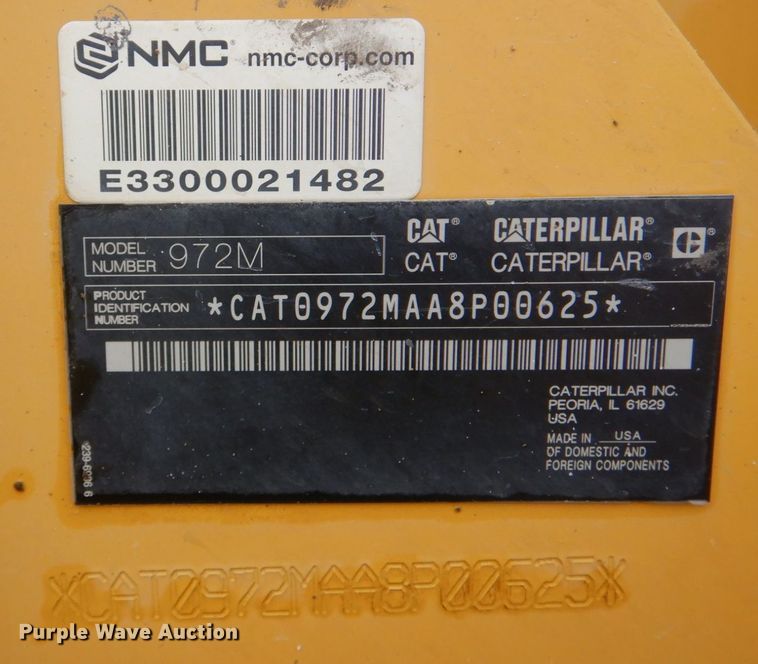 NMC® nmc-corp.com
E3300021482
MODEL NUMBER 972M
CAT® CATERPILLAR®
CAT® CATERPILLAR®
PRODUCT IDENTIFICATION NUMBER *CAT0972MAA8P00625*
CATERPILLAR INC.
PEORIA, IL 61629
USA
MADE IN USA
OF DOMESTIC AND
FOREIGN COMPONENTS
*CAT0972MAA8P00625*
Purple Wave Auction